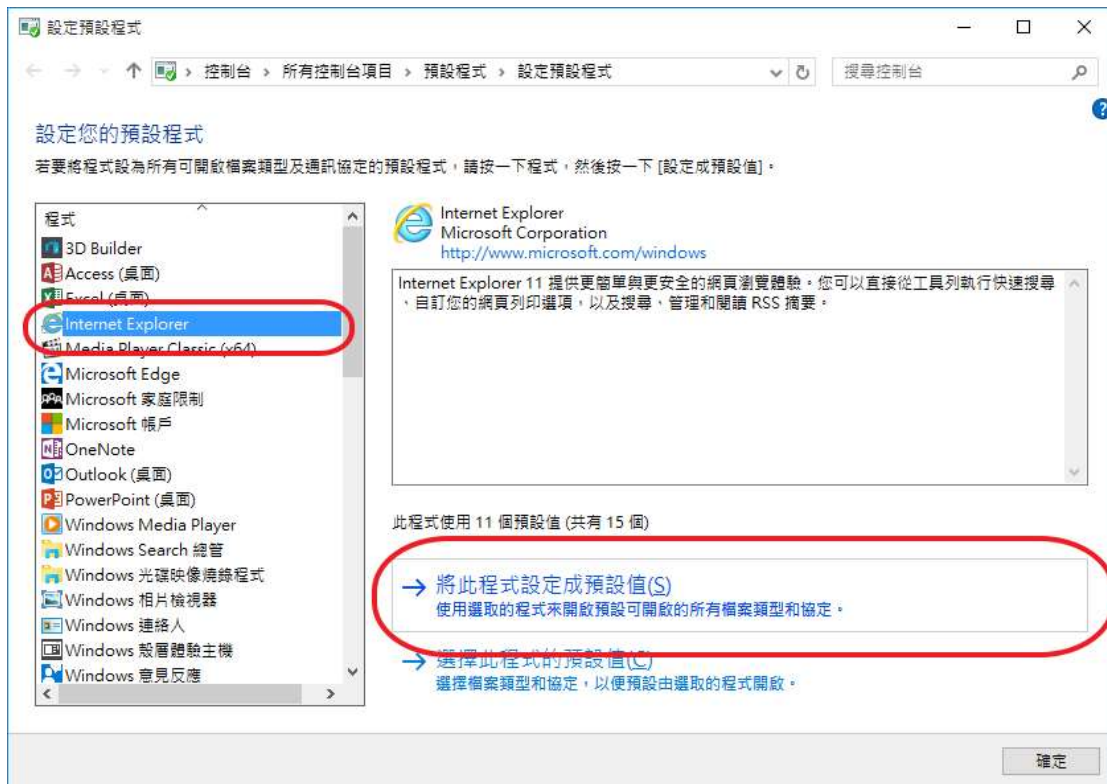 設定預設程式
控制台 › 所有控制台項目 › 預設程式 › 設定預設程式
搜尋控制台
設定您的預設程式
若要將程式設為所有可開啟檔案類型及通訊協定的預設程式，請按一下程式，然後按一下 [設定成預設值]。
程式
3D Builder
Access (桌面)
Excel (桌面)
Internet Explorer
Media Player Classic (x64)
Microsoft Edge
Microsoft 家庭限制
Microsoft 帳戶
OneNote
Outlook (桌面)
PowerPoint (桌面)
Windows Media Player
Windows Search 總管
Windows 光碟映像燒錄程式
Windows 相片檢視器
Windows 連絡人
Windows 殼層體驗主機
Windows 意見反應
Internet Explorer
Microsoft Corporation
http://www.microsoft.com/windows
Internet Explorer 11 提供更簡單與更安全的網頁瀏覽體驗。您可以直接從工具列執行快速搜尋
、自訂您的網頁列印選項，以及搜尋、管理和閱讀 RSS 摘要。
此程式使用 11 個預設值 (共有 15 個)
將此程式設定成預設值(S)
使用選取的程式來開啟預設可開啟的所有檔案類型和協定。
選擇此程式的預設值(C)
選擇檔案類型和協定，以便預設由選取的程式開啟。
確定